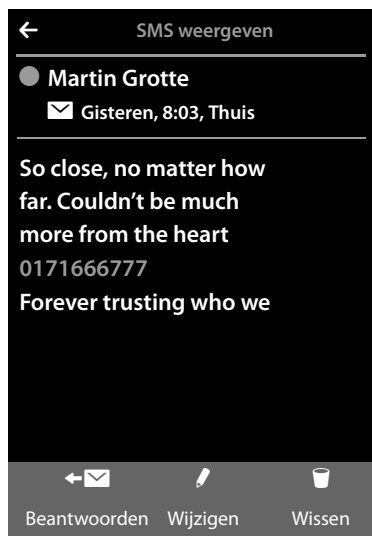 SMS weergeven
Martin Grotte
Gisteren, 8:03, Thuis
So close, no matter how
far. Couldn't be much
more from the heart
0171666777
Forever trusting who we
Beantwoorden Wijzigen Wissen